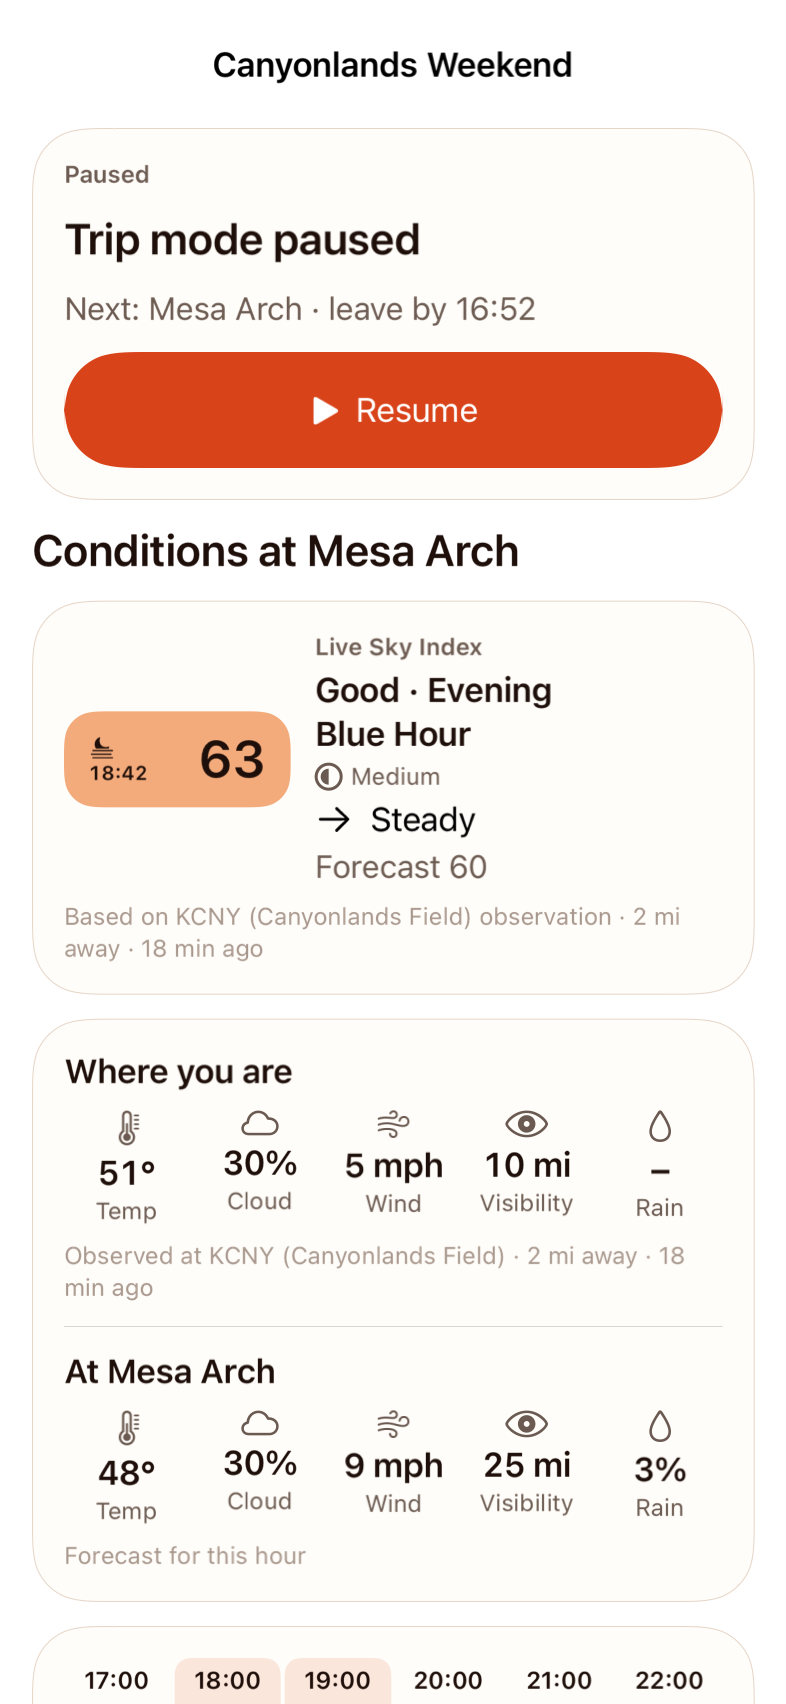 Canyonlands Weekend
Paused
Trip mode paused
Next: Mesa Arch · leave by 16:52
Resume
Conditions at Mesa Arch
Live Sky Index
Good · Evening
Blue Hour
18:42
63
Medium
→ Steady
Forecast 60
Based on KCNY (Canyonlands Field) observation · 2 mi
away · 18 min ago
Where you are
51° 30% 5 mph 10 mi –
Temp Cloud Wind Visibility Rain
Observed at KCNY (Canyonlands Field) · 2 mi away · 18
min ago
At Mesa Arch
48° 30% 9 mph 25 mi 3%
Temp Cloud Wind Visibility Rain
Forecast for this hour
17:00 18:00 19:00 20:00 21:00 22:00